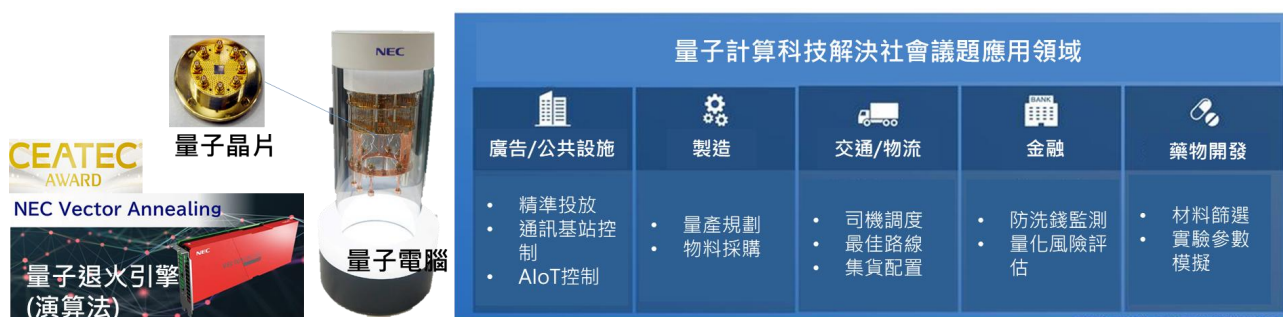 NEC
量子晶片
CEATEC
AWARD
NEC Vector Annealing
NEC
量子退火引擎
(演算法)
量子電腦
量子計算科技解決社會議題應用領域
廣告/公共設施
• 精準投放
• 通訊基站控
制
• AIoT控制
製造
• 量產規劃
• 物料採購
交通/物流
• 司機調度
• 最佳路線
• 集貨配置
BANK
金融
• 防洗錢監測
• 量化風險評
估
藥物開發
• 材料篩選
• 實驗參數
模擬